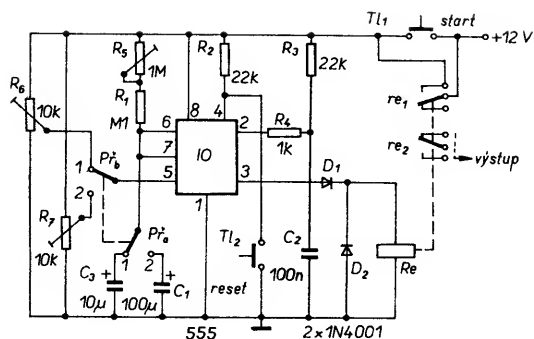 Tl1 start
+12 V
R5
1M
R2
22k
R3
22k
R6
10k
R1
M1
8
4
re1
6
2
R4
1k
7
IO
re2
výstup
1
Přb
5
3
D1
2
1
R7
10k
Přa
Tl2
C2
100n
D2
Re
1
2
C3
+
10µ
+
C1
100µ
reset
555
2x1N4001